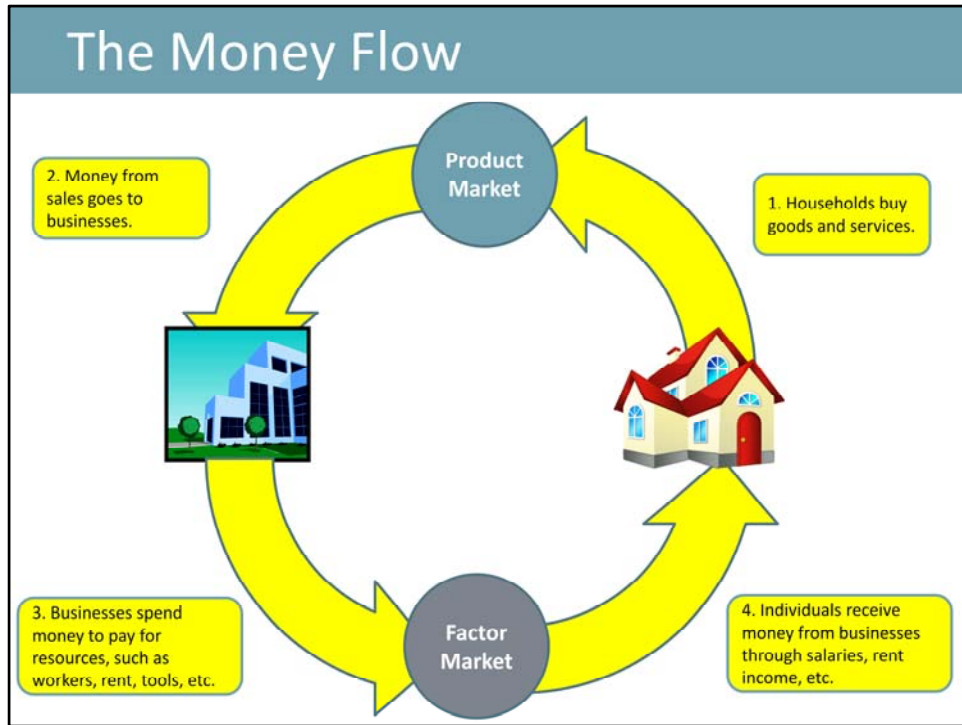 The Money Flow
Product
Market
2. Money from
sales goes to
businesses.
1. Households buy
goods and services.
3. Businesses spend
money to pay for
resources, such as
workers, rent, tools, etc.
Factor
Market
4. Individuals receive
money from businesses
through salaries, rent
income, etc.